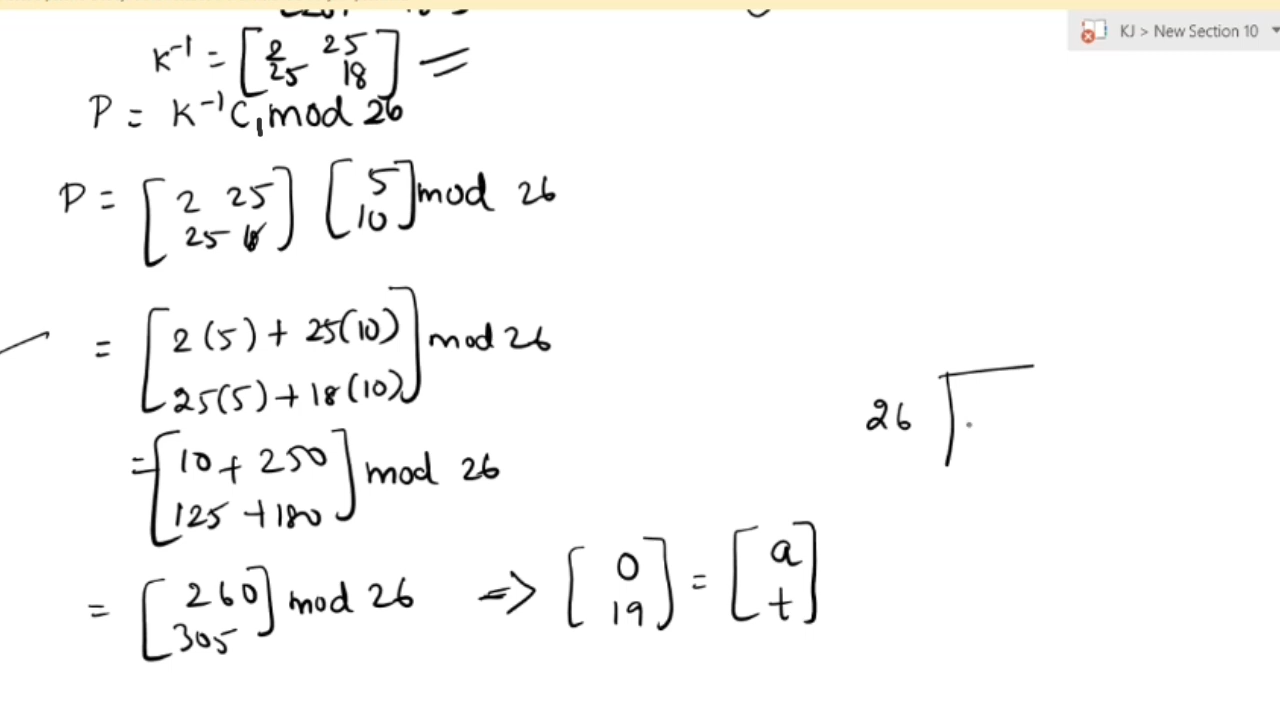 KJ > New Section 10
K⁻¹ = [2 25
25 18] =
P = K⁻¹C₁ mod 26
P = [2 25
25 18] [5
10] mod 26
= [2(5) + 25(10)
25(5) + 18(10)] mod 26
= [10 + 250
125 + 180] mod 26
= [260
305] mod 26 => [0
19] = [a
t]
26